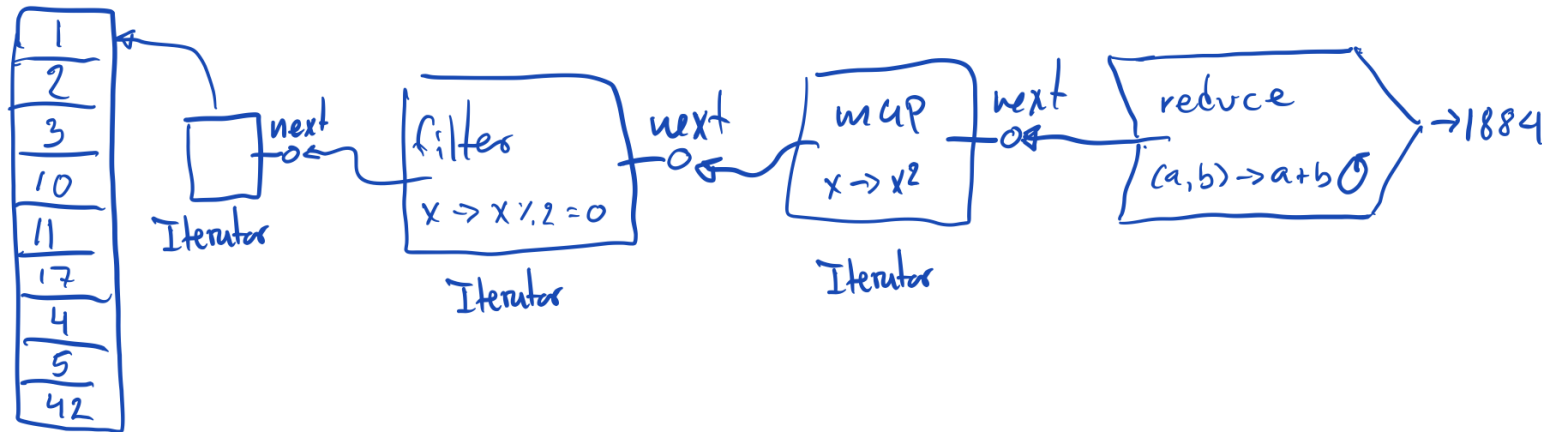 1
2
3
10
11
17
4
5
42
next
Iterator
filter
x → x % 2 = 0
Iterator
next
map
x → x²
Iterator
next
reduce
(a,b) → a+b
→ 1884